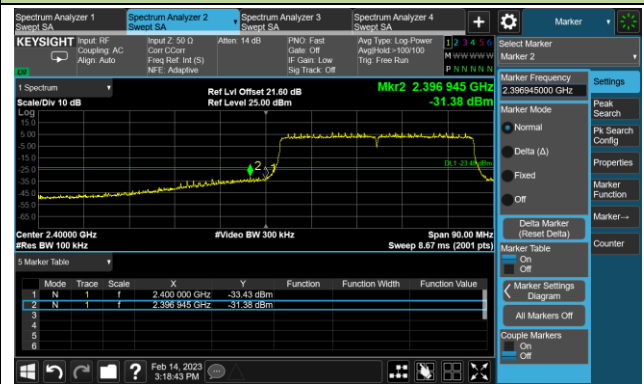 Spectrum Analyzer 1
Swept SA
Spectrum Analyzer 2
Swept SA
Spectrum Analyzer 3
Swept SA
Spectrum Analyzer 4
Swept SA
Marker
KEYSIGHT
Input: RF
Coupling: AC
Align: Auto
Input Z: 50 Ω
Corr CCorr
Freq Ref: Int (S)
NFE: Adaptive
Atten: 14 dB
PNO: Fast
Gate: Off
IF Gain: Low
Sig Track: Off
Avg Type: Log-Power
Avg|Hold:>100/100
Trig: Free Run
1 2 3 4 5 6
M W W W W W
P N N N N N
LXI
1 Spectrum
Scale/Div 10 dB
Log
Ref Lvl Offset 21.60 dB
Ref Level 25.00 dBm
Mkr2 2.396 945 GHz
-31.38 dBm
15.0
5.00
-5.00
-15.0
-25.0
-35.0
-45.0
-55.0
-65.0
2
1
Center 2.40000 GHz
#Res BW 100 kHz
#Video BW 300 kHz
Span 90.00 MHz
Sweep 8.67 ms (2001 pts)
5 Marker Table
Mode Trace Scale X Y Function Function Width Function Value
1 N 1 f 2.400 000 GHz -33.43 dBm
2 N 1 f 2.396 945 GHz -31.38 dBm
3
4
5
6
Select Marker
Marker 2
Marker Frequency
2.396945000 GHz
Marker Mode
Normal
Delta (Δ)
Fixed
Off
Delta Marker
(Reset Delta)
Marker Table
On
Off
Marker Settings
Diagram
All Markers Off
Couple Markers
On
Off
Settings
Peak
Search
Pk Search
Config
Properties
Marker
Function
Marker→
Counter
Feb 14, 2023
3:18:43 PM